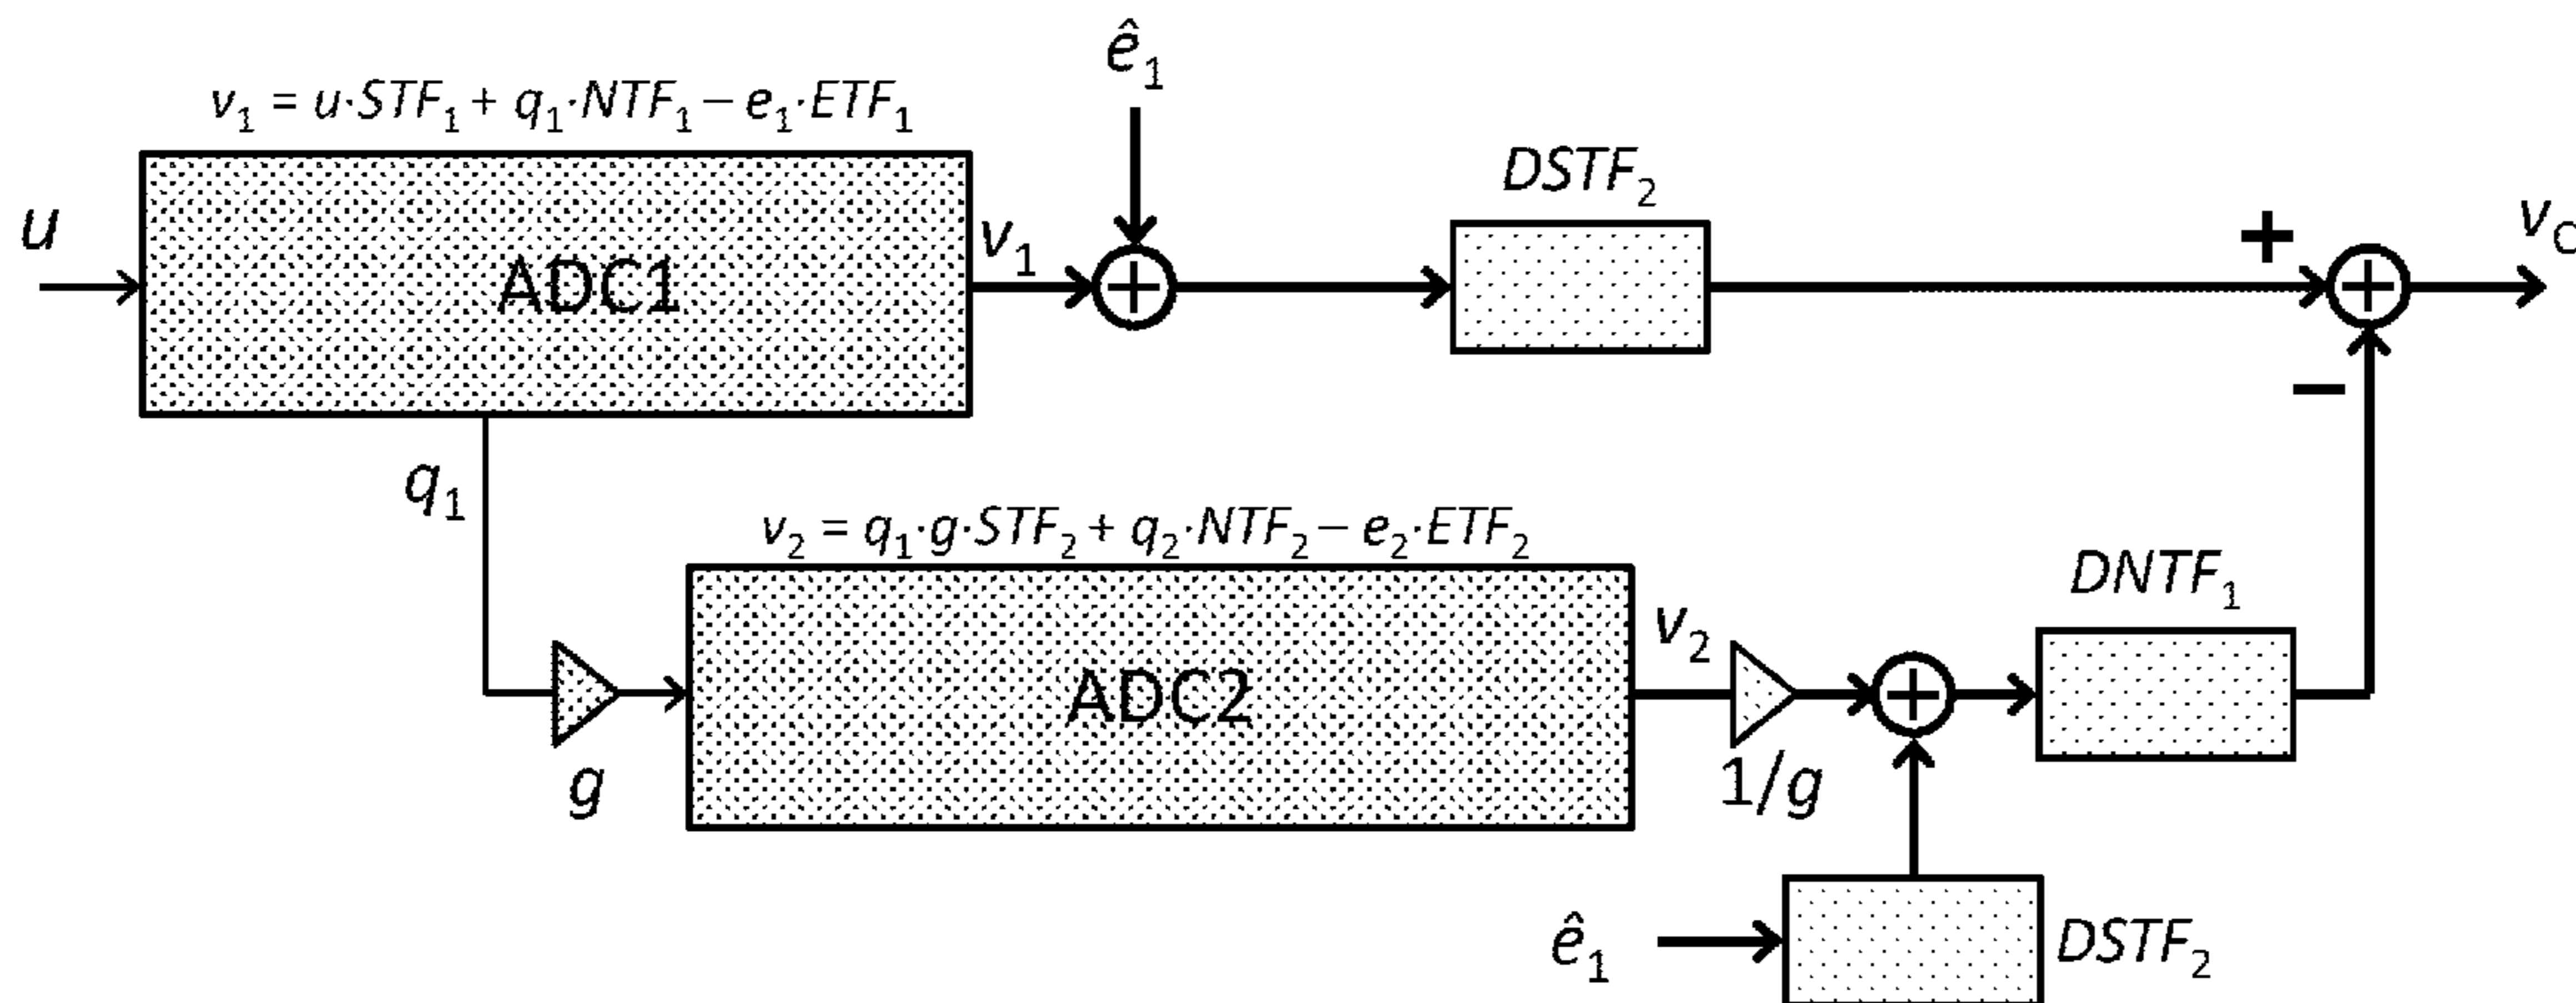 ê₁
v₁ = u·STF₁ + q₁·NTF₁ – e₁·ETF₁
DSTF₂
u
ADC1
v₁
+
+
+
–
q₁
v₂ = q₁·g·STF₂ + q₂·NTF₂ – e₂·ETF₂
DNTF₁
g
ADC2
v₂
1/g
+
ê₁
DSTF₂